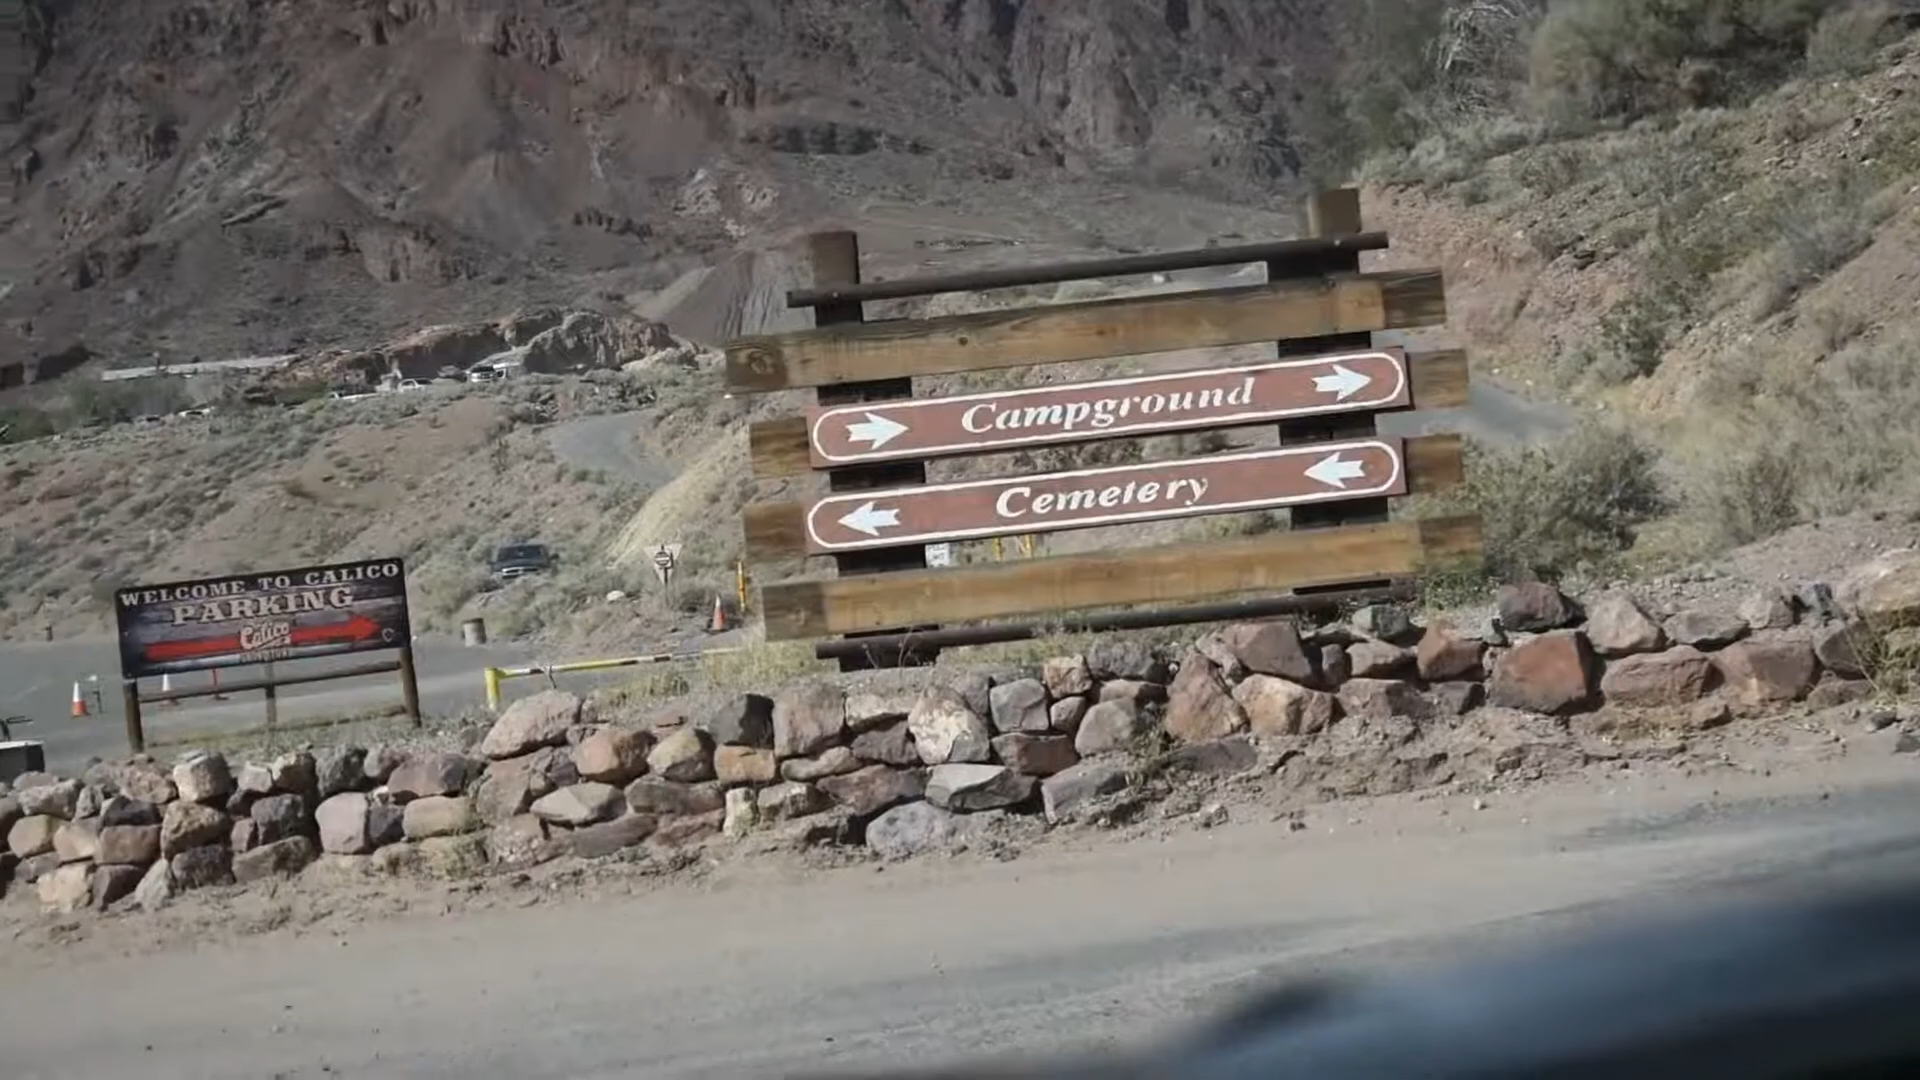 Campground
Cemetery
WELCOME TO CALICO
PARKING
Calico